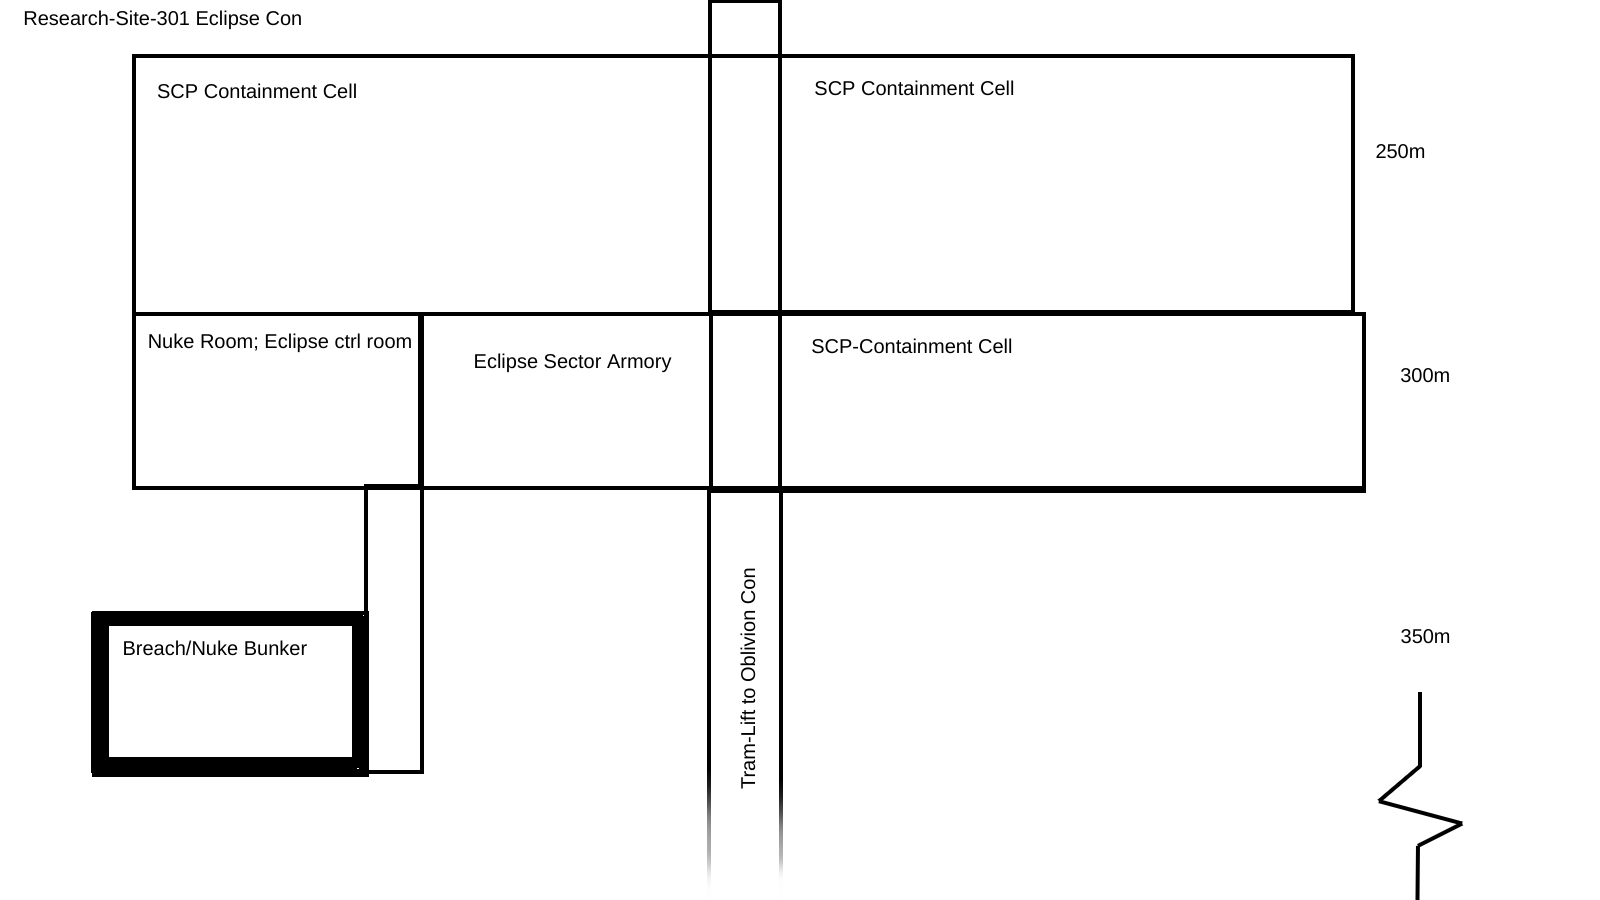 Research-Site-301 Eclipse Con
SCP Containment Cell
SCP Containment Cell
250m
Nuke Room; Eclipse ctrl room
Eclipse Sector Armory
SCP-Containment Cell
300m
Breach/Nuke Bunker
Tram-Lift to Oblivion Con
350m